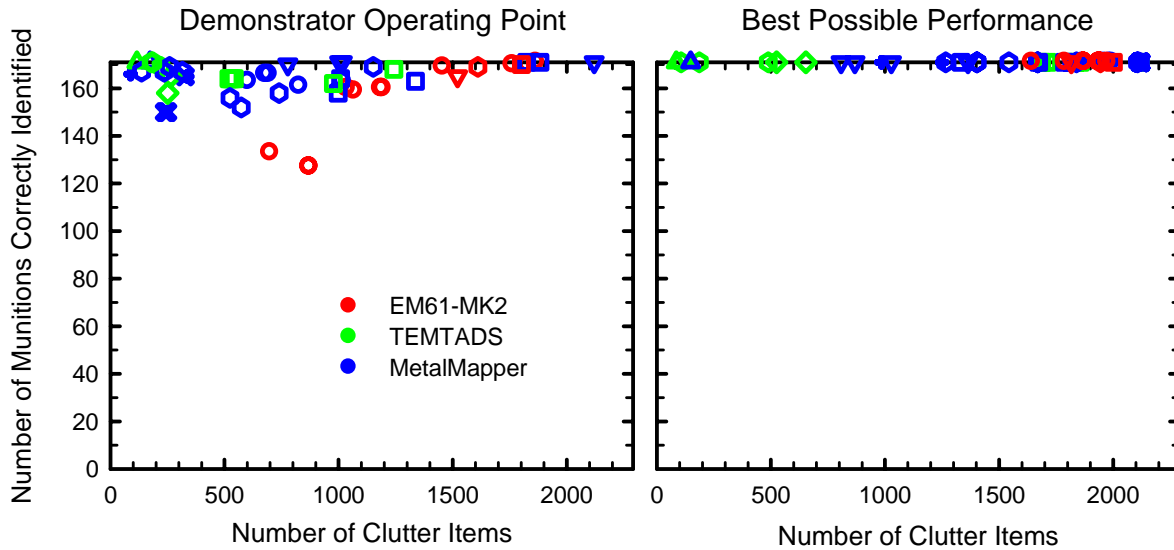 Demonstrator Operating Point
Best Possible Performance
Number of Munitions Correctly Identified
160
140
120
100
80
60
40
20
0
EM61-MK2
TEMTADS
MetalMapper
0 500 1000 1500 2000
0 500 1000 1500 2000
Number of Clutter Items
Number of Clutter Items